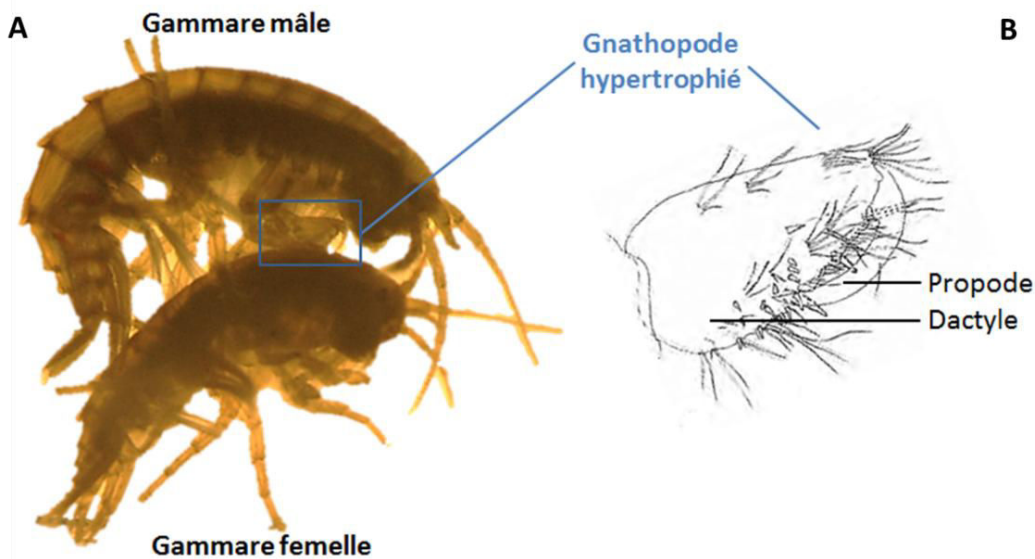 A
Gammare mâle
B
Gnathopode
hypertrophié
Propode
Dactyle
Gammare femelle